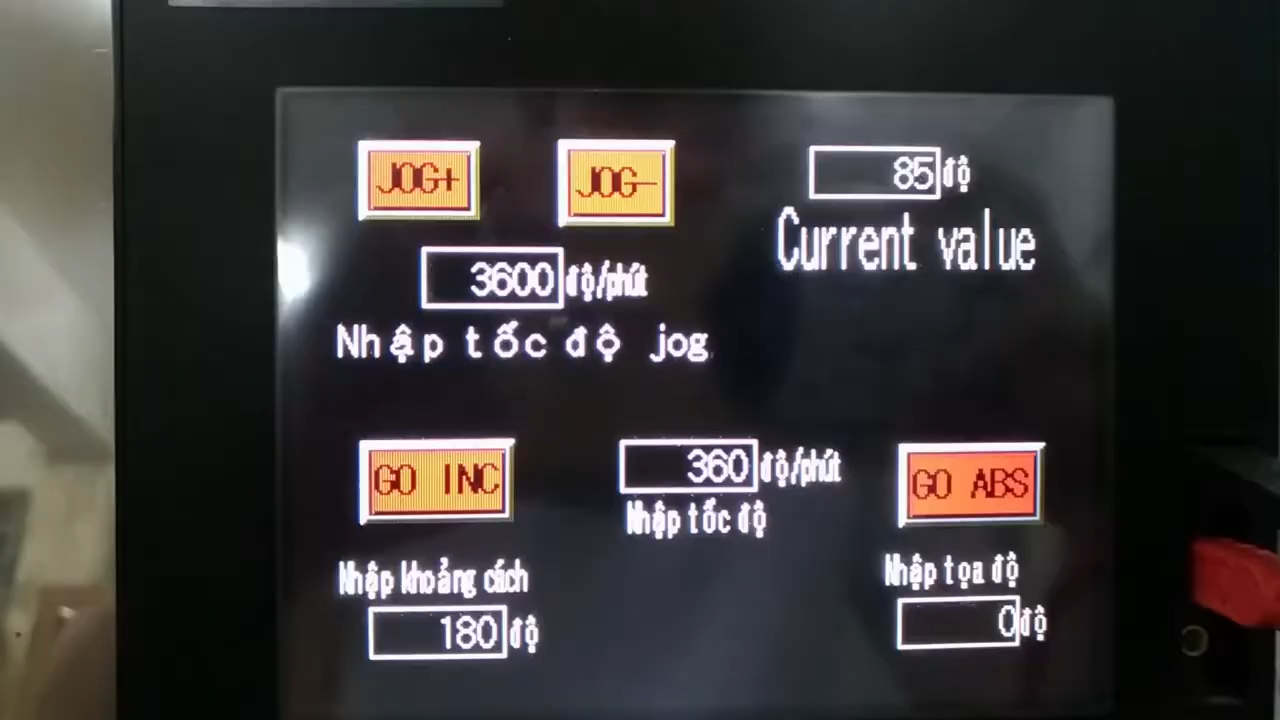 JOG+ JOG- 85 độ
Current value
3600 độ/phút
Nhập tốc độ jog
GO INC 360 độ/phút GO ABS
Nhập tốc độ
Nhập khoảng cách Nhập tọa độ
180 độ 0 độ